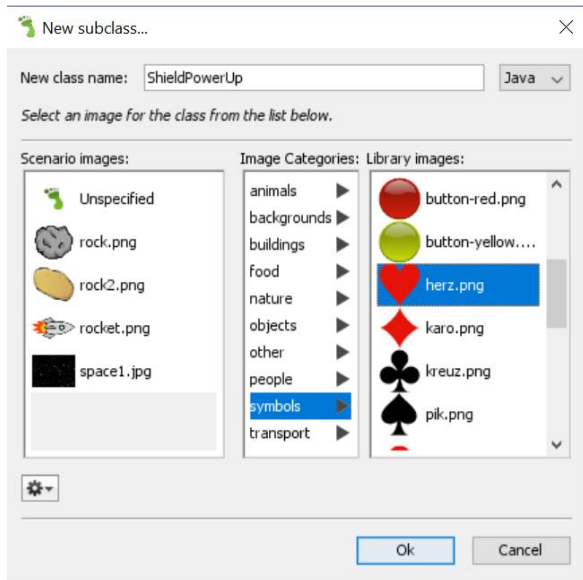 New subclass...
New class name: ShieldPowerUp Java
Select an image for the class from the list below.
Scenario images:
Unspecified
rock.png
rock2.png
rocket.png
space1.jpg
Image Categories:
animals
backgrounds
buildings
food
nature
objects
other
people
symbols
transport
Library images:
button-red.png
button-yellow....
herz.png
karo.png
kreuz.png
pik.png
Ok Cancel